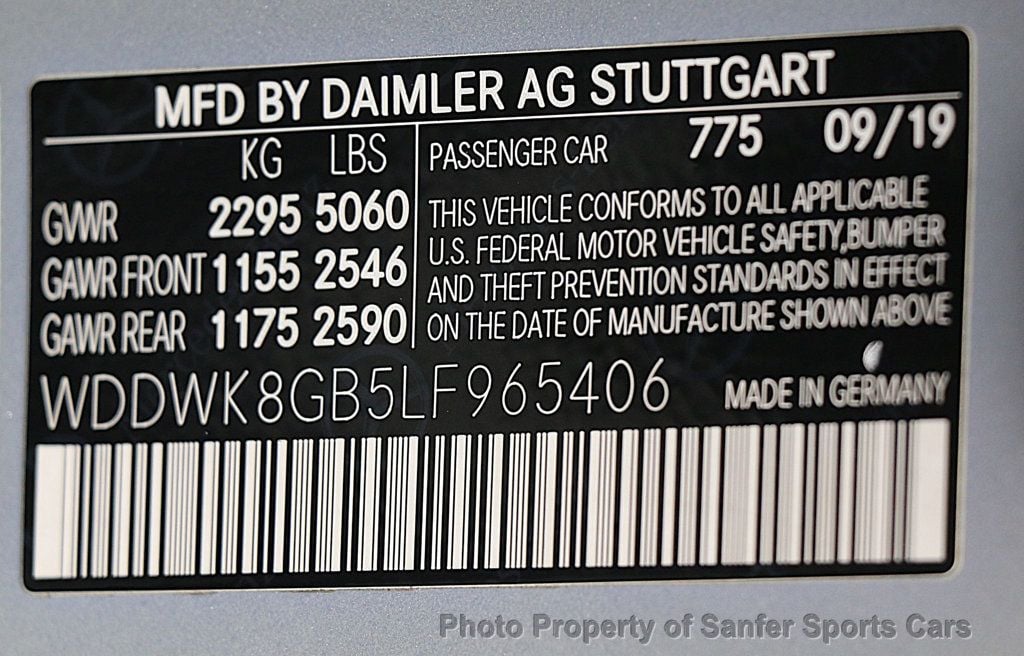 MFD BY DAIMLER AG STUTTGART
KG LBS
GVWR 2295 5060
GAWR FRONT 1155 2546
GAWR REAR 1175 2590
PASSENGER CAR 775 09/19
THIS VEHICLE CONFORMS TO ALL APPLICABLE
U.S. FEDERAL MOTOR VEHICLE SAFETY,BUMPER
AND THEFT PREVENTION STANDARDS IN EFFECT
ON THE DATE OF MANUFACTURE SHOWN ABOVE
WDDWK8GB5LF965406
MADE IN GERMANY
Photo Property of Sanfer Sports Cars